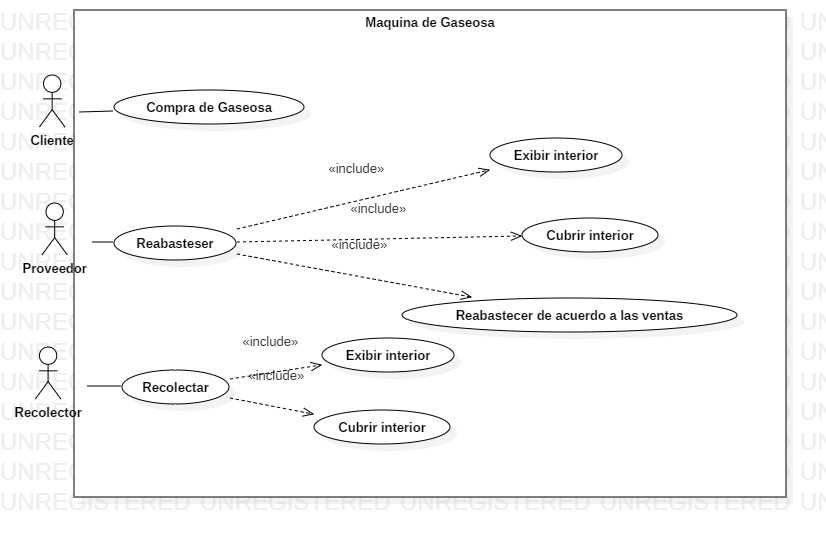 Maquina de Gaseosa
Cliente
Compra de Gaseosa
«include»
Exibir interior
«include»
Proveedor
Reabasteser
«include»
Cubrir interior
Reabastecer de acuerdo a las ventas
«include»
Exibir interior
Recolector
Recolectar
«include»
Cubrir interior
UNREGISTERED UNREGISTERED UNREGISTERED UNREGISTERED